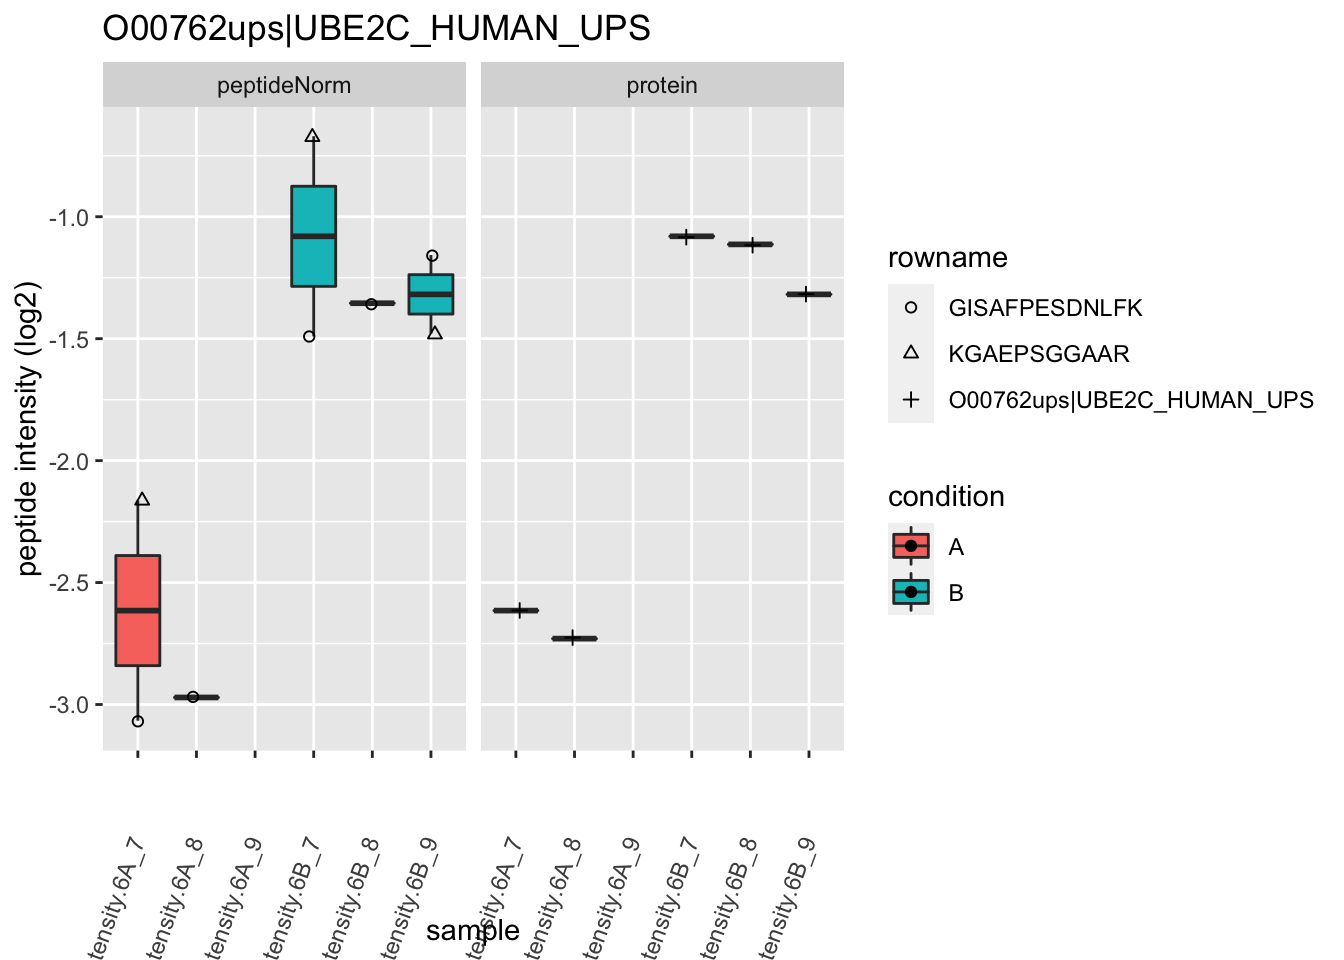 O00762ups|UBE2C_HUMAN_UPS
peptideNorm
protein
peptide intensity (log2)
-1.0
-1.5
-2.0
-2.5
-3.0
tensity.6A_7
tensity.6A_8
tensity.6A_9
tensity.6B_7
tensity.6B_8
tensity.6B_9
tensity.6A_7
tensity.6A_8
tensity.6A_9
tensity.6B_7
tensity.6B_8
tensity.6B_9
sample
rowname
GISAFPESDNLFK
KGAEPSGGAAR
O00762ups|UBE2C_HUMAN_UPS
condition
A
B